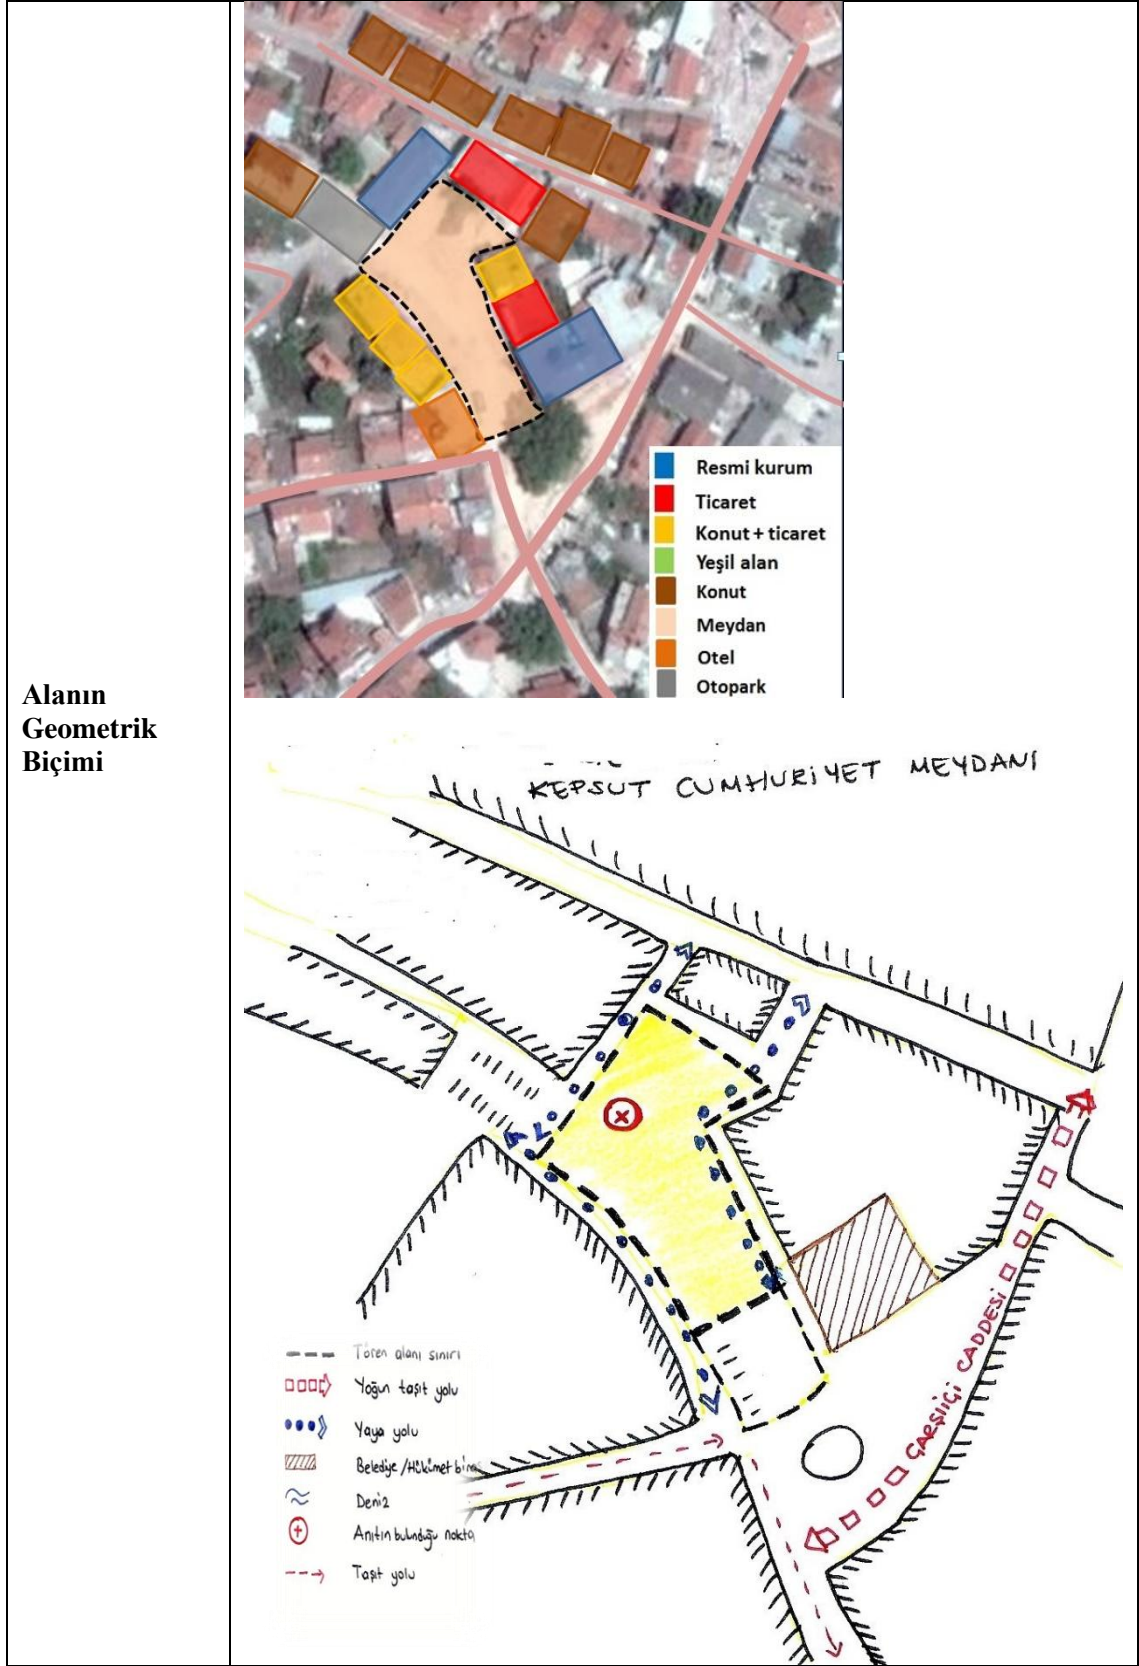 Alanın
Geometrik
Biçimi
Resmi kurum
Ticaret
Konut + ticaret
Yeşil alan
Konut
Meydan
Otel
Otopark
KEPSUT CUMHURİYET MEYDANI
ÇARŞIİÇİ CADDESİ
Tören alanı sınırı
Yoğun taşıt yolu
Yaya yolu
Belediye/Hükümet
Deniz
Anıtın bulunduğu nokta
Taşıt yolu